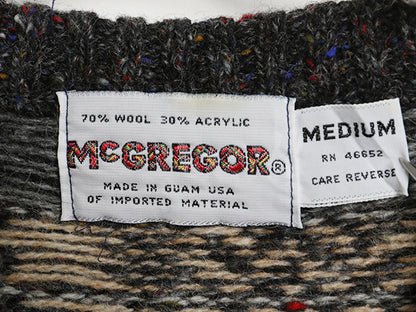 70% WOOL 30% ACRYLIC
McGREGOR®
MADE IN GUAM USA
OF IMPORTED MATERIAL
MEDIUM
RN 46652
CARE REVERSE